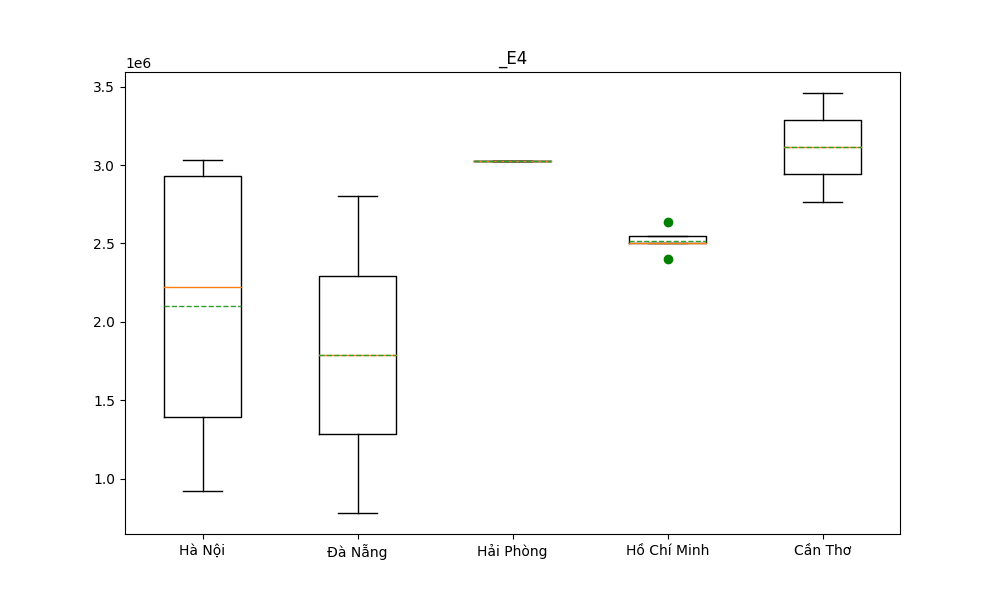 _E4
1e6
3.5
3.0
2.5
2.0
1.5
1.0
Hà Nội
Đà Nẵng
Hải Phòng
Hồ Chí Minh
Cần Thơ